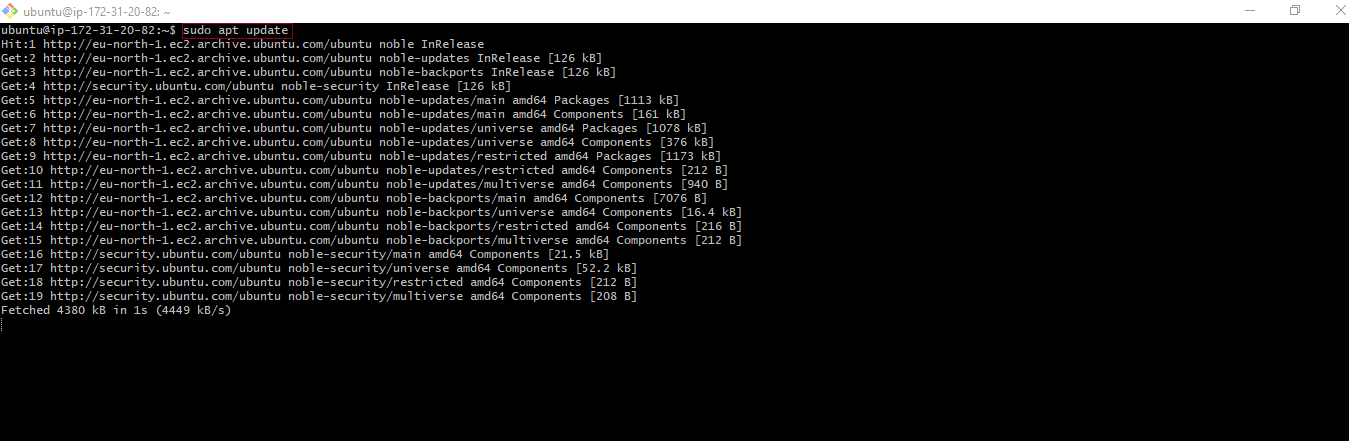 ubuntu@ip-172-31-20-82: ~
ubuntu@ip-172-31-20-82:~$ sudo apt update
Hit:1 http://eu-north-1.ec2.archive.ubuntu.com/ubuntu noble InRelease
Get:2 http://eu-north-1.ec2.archive.ubuntu.com/ubuntu noble-updates InRelease [126 kB]
Get:3 http://eu-north-1.ec2.archive.ubuntu.com/ubuntu noble-backports InRelease [126 kB]
Get:4 http://security.ubuntu.com/ubuntu noble-security InRelease [126 kB]
Get:5 http://eu-north-1.ec2.archive.ubuntu.com/ubuntu noble-updates/main amd64 Packages [1113 kB]
Get:6 http://eu-north-1.ec2.archive.ubuntu.com/ubuntu noble-updates/main amd64 Components [161 kB]
Get:7 http://eu-north-1.ec2.archive.ubuntu.com/ubuntu noble-updates/universe amd64 Packages [1078 kB]
Get:8 http://eu-north-1.ec2.archive.ubuntu.com/ubuntu noble-updates/universe amd64 Components [376 kB]
Get:9 http://eu-north-1.ec2.archive.ubuntu.com/ubuntu noble-updates/restricted amd64 Packages [1173 kB]
Get:10 http://eu-north-1.ec2.archive.ubuntu.com/ubuntu noble-updates/restricted amd64 Components [212 B]
Get:11 http://eu-north-1.ec2.archive.ubuntu.com/ubuntu noble-updates/multiverse amd64 Components [940 B]
Get:12 http://eu-north-1.ec2.archive.ubuntu.com/ubuntu noble-backports/main amd64 Components [7076 B]
Get:13 http://eu-north-1.ec2.archive.ubuntu.com/ubuntu noble-backports/universe amd64 Components [16.4 kB]
Get:14 http://eu-north-1.ec2.archive.ubuntu.com/ubuntu noble-backports/restricted amd64 Components [216 B]
Get:15 http://eu-north-1.ec2.archive.ubuntu.com/ubuntu noble-backports/multiverse amd64 Components [212 B]
Get:16 http://security.ubuntu.com/ubuntu noble-security/main amd64 Components [21.5 kB]
Get:17 http://security.ubuntu.com/ubuntu noble-security/universe amd64 Components [52.2 kB]
Get:18 http://security.ubuntu.com/ubuntu noble-security/restricted amd64 Components [212 B]
Get:19 http://security.ubuntu.com/ubuntu noble-security/multiverse amd64 Components [208 B]
Fetched 4380 kB in 1s (4449 kB/s)